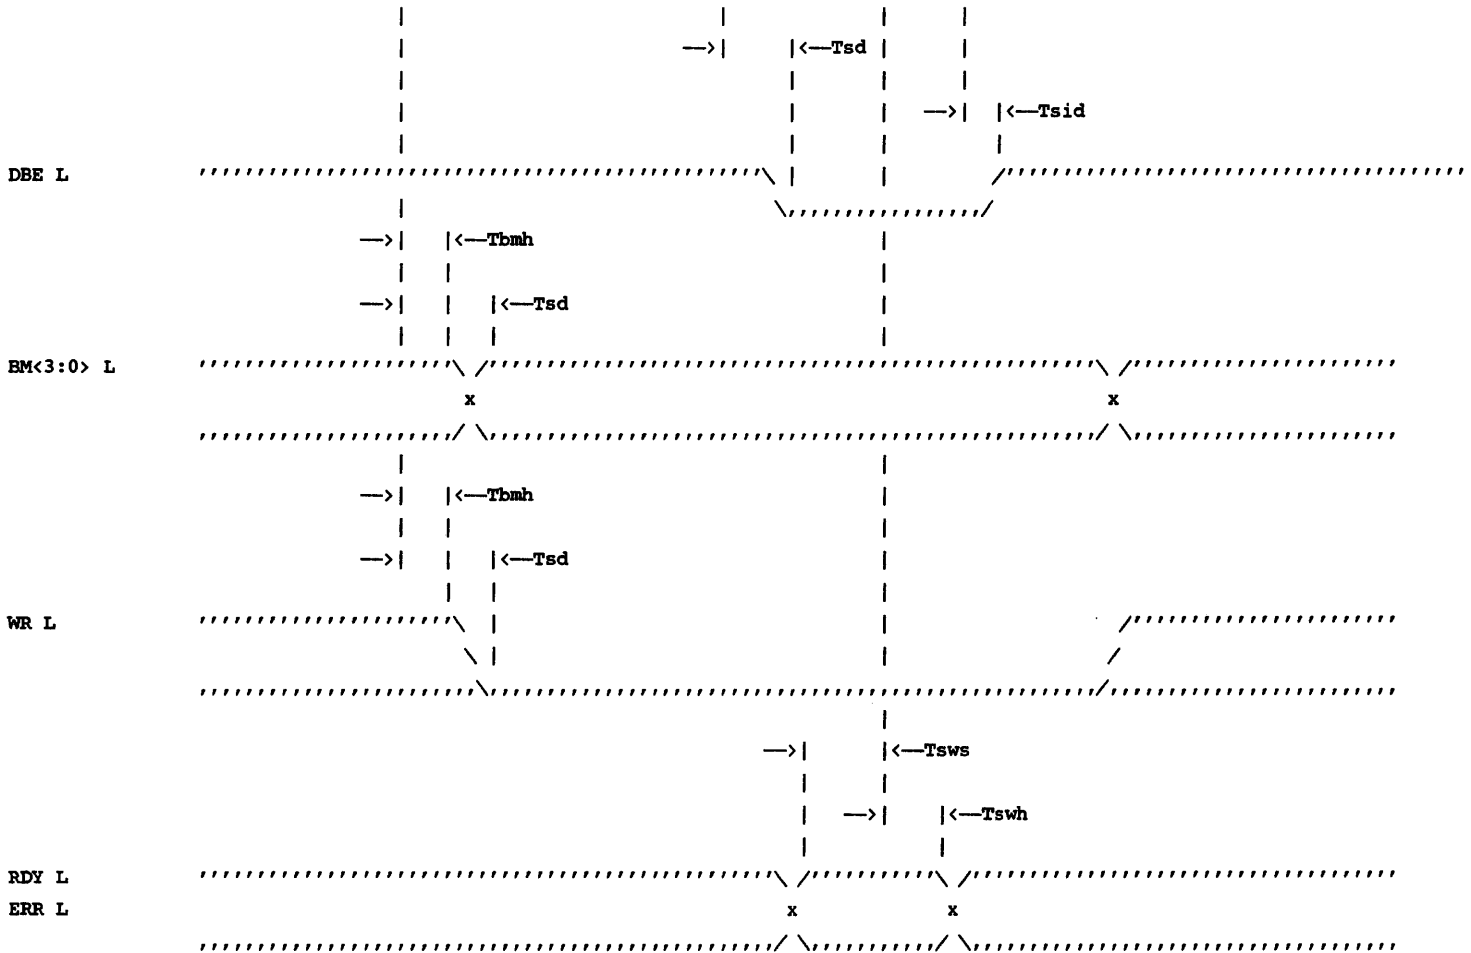 Tsd
Tsid
DBE L
Tbmh
Tsd
BM<3:0> L
x x
Tbmh
Tsd
WR L
Tsws
Tswh
RDY L
ERR L x x